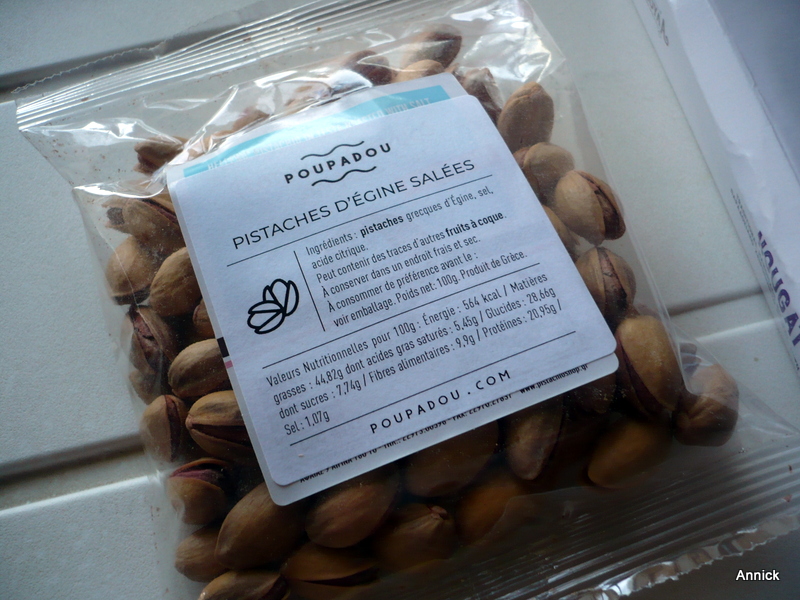 POUPADOU
PISTACHES D'ÉGINE SALÉES
Ingrédients : pistaches grecques d'Égine, sel,
acide citrique.
Peut contenir des traces d'autres fruits à coque.
À conserver dans un endroit frais et sec.
À consommer de préférence avant le :
voir emballage. Poids net: 100g. Produit de Grèce.
Valeurs Nutritionnelles pour 100g : Énergie : 564 kcal / Matières
grasses : 44,82g dont acides gras saturés : 5,45g / Glucides : 28,66g
dont sucres : 7,74g / Fibres alimentaires : 9,9g / Protéines : 20,95g /
Sel : 1,07g
POUPADOU.COM
NOUGAT
Annick